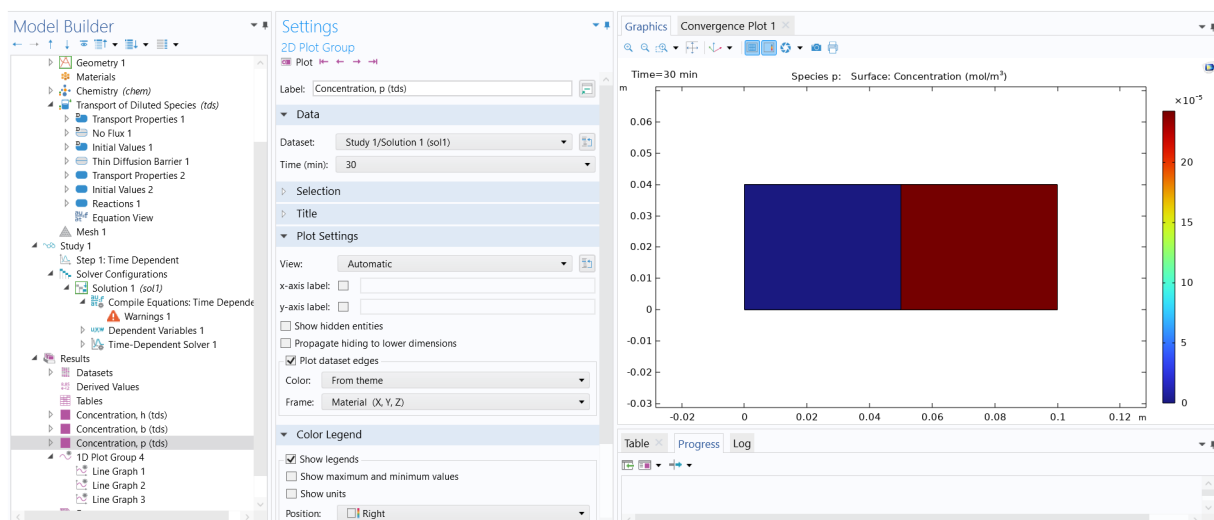 Model Builder
Geometry 1
Materials
Chemistry (chem)
Transport of Diluted Species (tds)
Transport Properties 1
No Flux 1
Initial Values 1
Thin Diffusion Barrier 1
Transport Properties 2
Initial Values 2
Reactions 1
Equation View
Mesh 1
Study 1
Step 1: Time Dependent
Solver Configurations
Solution 1 (sol1)
Compile Equations: Time Depende
Warnings 1
Dependent Variables 1
Time-Dependent Solver 1
Results
Datasets
Derived Values
Tables
Concentration, h (tds)
Concentration, b (tds)
Concentration, p (tds)
1D Plot Group 4
Line Graph 1
Line Graph 2
Line Graph 3
Settings
2D Plot Group
Plot
Label: Concentration, p (tds)
Data
Dataset: Study 1/Solution 1 (sol1)
Time (min): 30
Selection
Title
Plot Settings
View: Automatic
x-axis label:
y-axis label:
Show hidden entities
Propagate hiding to lower dimensions
Plot dataset edges
Color: From theme
Frame: Material (X, Y, Z)
Color Legend
Show legends
Show maximum and minimum values
Show units
Position: Right
Graphics Convergence Plot 1
Time=30 min Species p: Surface: Concentration (mol/m³)
m
×10⁻⁵
0.06
0.05
0.04
0.03
0.02
0.01
0
-0.01
-0.02
-0.03
-0.02 0 0.02 0.04 0.06 0.08 0.1 0.12 m
20
15
10
5
0
Table Progress Log